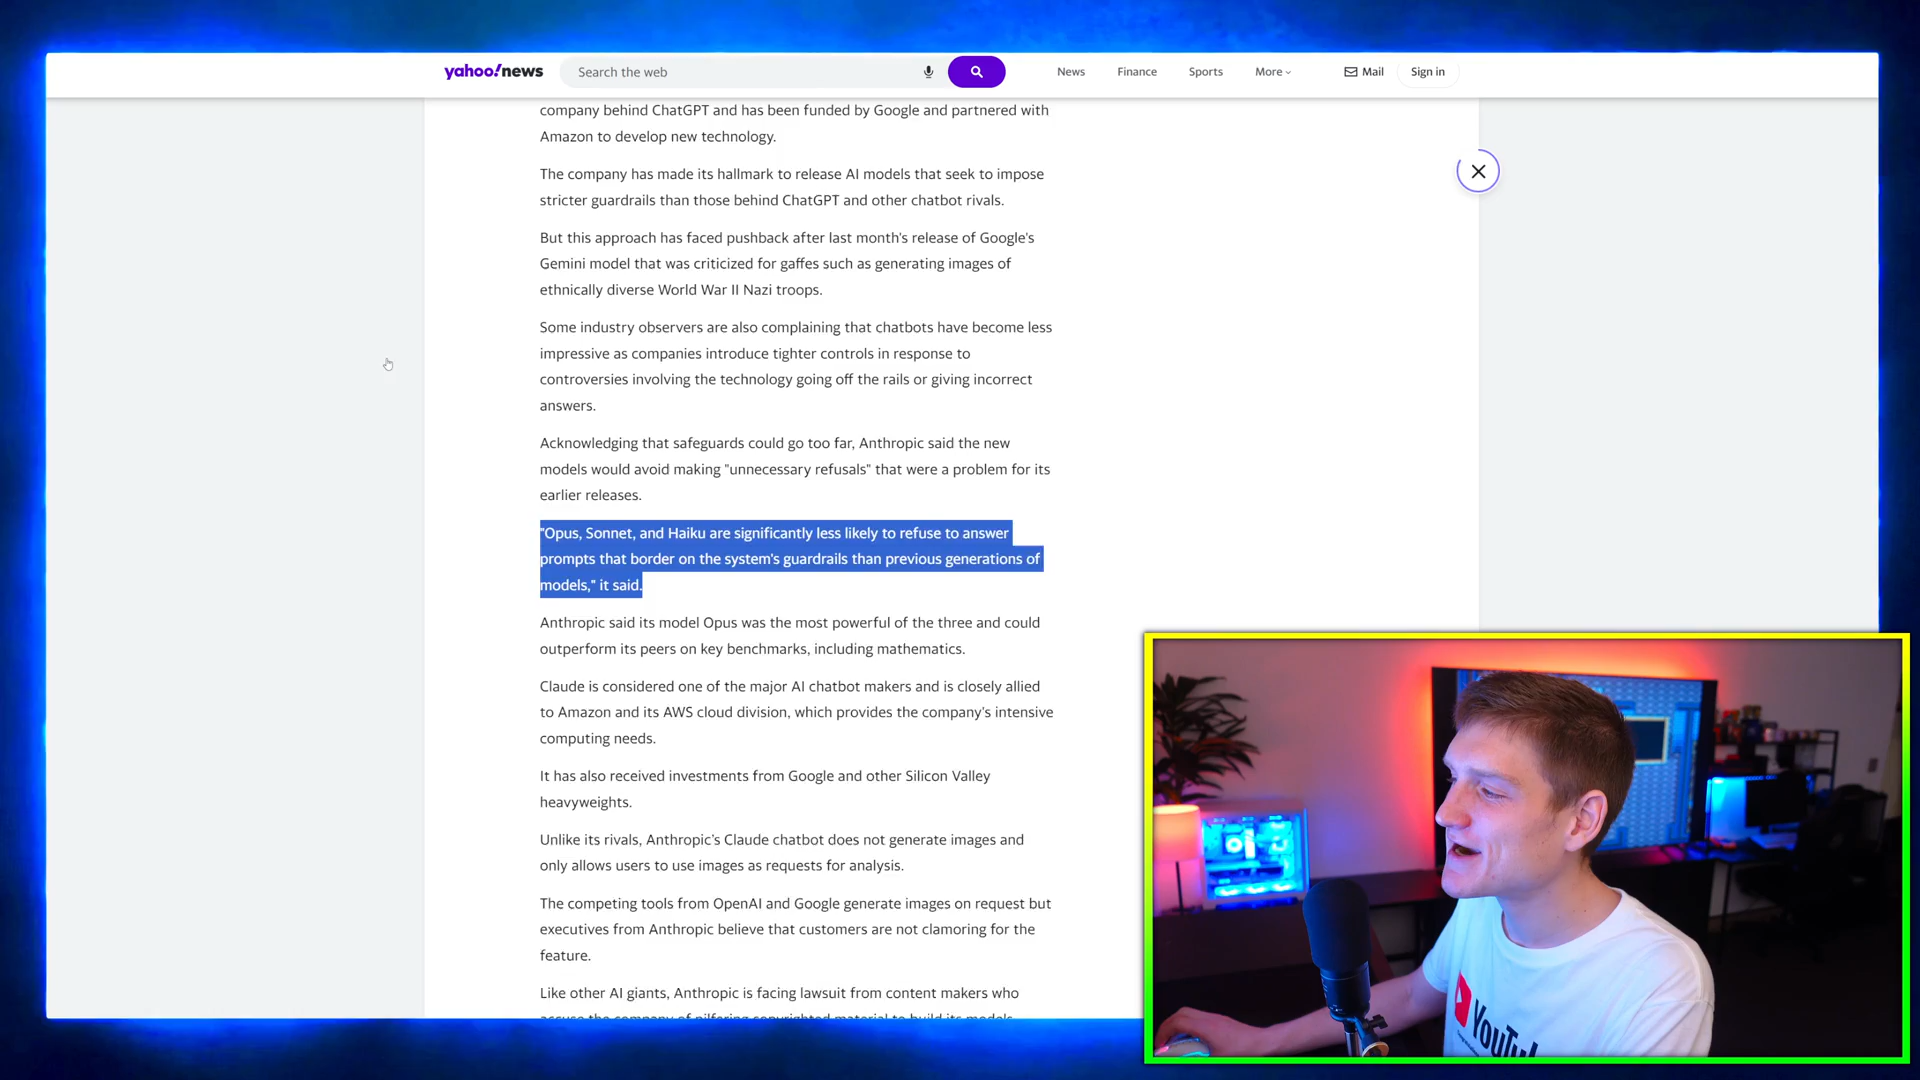 yahoo!news
Search the web
News
Finance
Sports
More
Mail
Sign in
company behind ChatGPT and has been funded by Google and partnered with
Amazon to develop new technology.
The company has made its hallmark to release AI models that seek to impose
stricter guardrails than those behind ChatGPT and other chatbot rivals.
But this approach has faced pushback after last month's release of Google's
Gemini model that was criticized for gaffes such as generating images of
ethnically diverse World War II Nazi troops.
Some industry observers are also complaining that chatbots have become less
impressive as companies introduce tighter controls in response to
controversies involving the technology going off the rails or giving incorrect
answers.
Acknowledging that safeguards could go too far, Anthropic said the new
models would avoid making "unnecessary refusals" that were a problem for its
earlier releases.
"Opus, Sonnet, and Haiku are significantly less likely to refuse to answer
prompts that border on the system's guardrails than previous generations of
models," it said.
Anthropic said its model Opus was the most powerful of the three and could
outperform its peers on key benchmarks, including mathematics.
Claude is considered one of the major AI chatbot makers and is closely allied
to Amazon and its AWS cloud division, which provides the company's intensive
computing needs.
It has also received investments from Google and other Silicon Valley
heavyweights.
Unlike its rivals, Anthropic's Claude chatbot does not generate images and
only allows users to use images as requests for analysis.
The competing tools from OpenAI and Google generate images on request but
executives from Anthropic believe that customers are not clamoring for the
feature.
Like other AI giants, Anthropic is facing lawsuit from content makers who
accuse the company of pilfering copyrighted material to build its models
YouTu